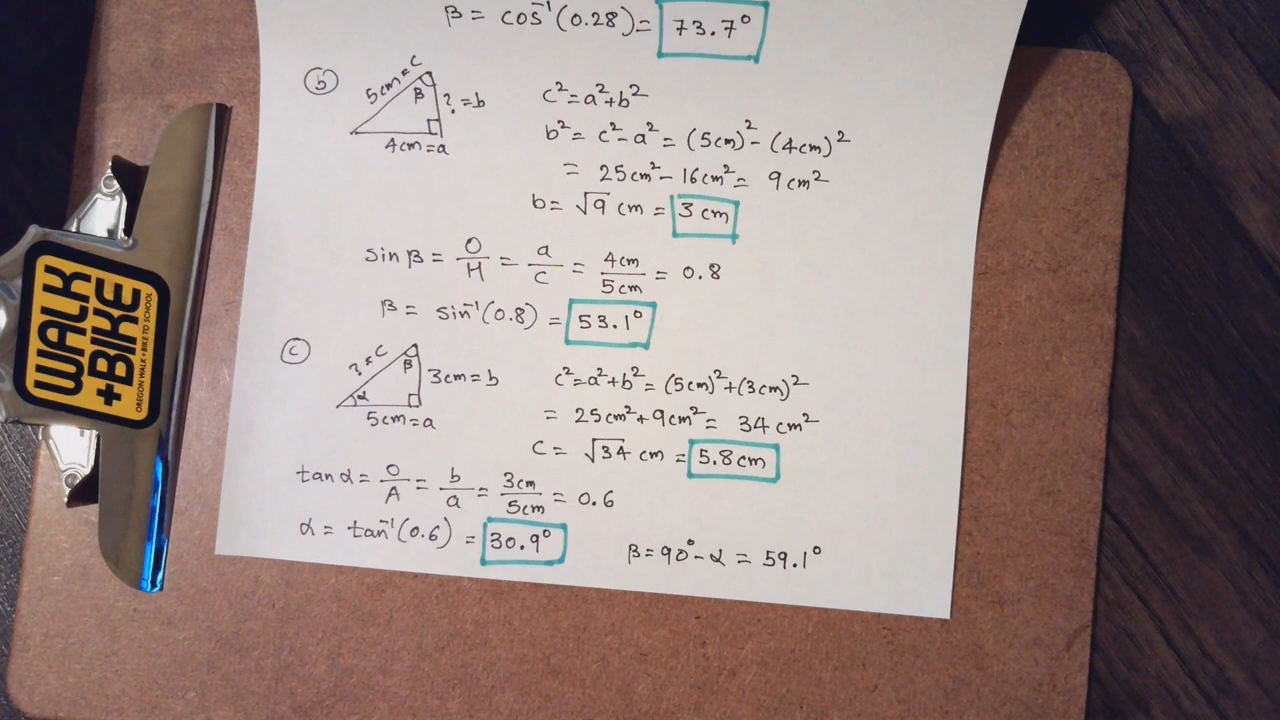 β = cos⁻¹(0.28) = 73.7°
b
5cm = c
β
? = b
4cm = a
c² = a² + b²
b² = c² - a² = (5cm)² - (4cm)²
= 25cm² - 16cm² = 9cm²
b = √9 cm = 3 cm
sin β = O/H = a/c = 4cm/5cm = 0.8
β = sin⁻¹(0.8) = 53.1°
c
? = c
β
α
3cm = b
5cm = a
c² = a² + b² = (5cm)² + (3cm)²
= 25cm² + 9cm² = 34 cm²
c = √34 cm = 5.8cm
tan α = O/A = b/a = 3cm/5cm = 0.6
α = tan⁻¹(0.6) = 30.9°
β = 90° - α = 59.1°
WALK
+BIKE
OREGON WALK + BIKE TO SCHOOL